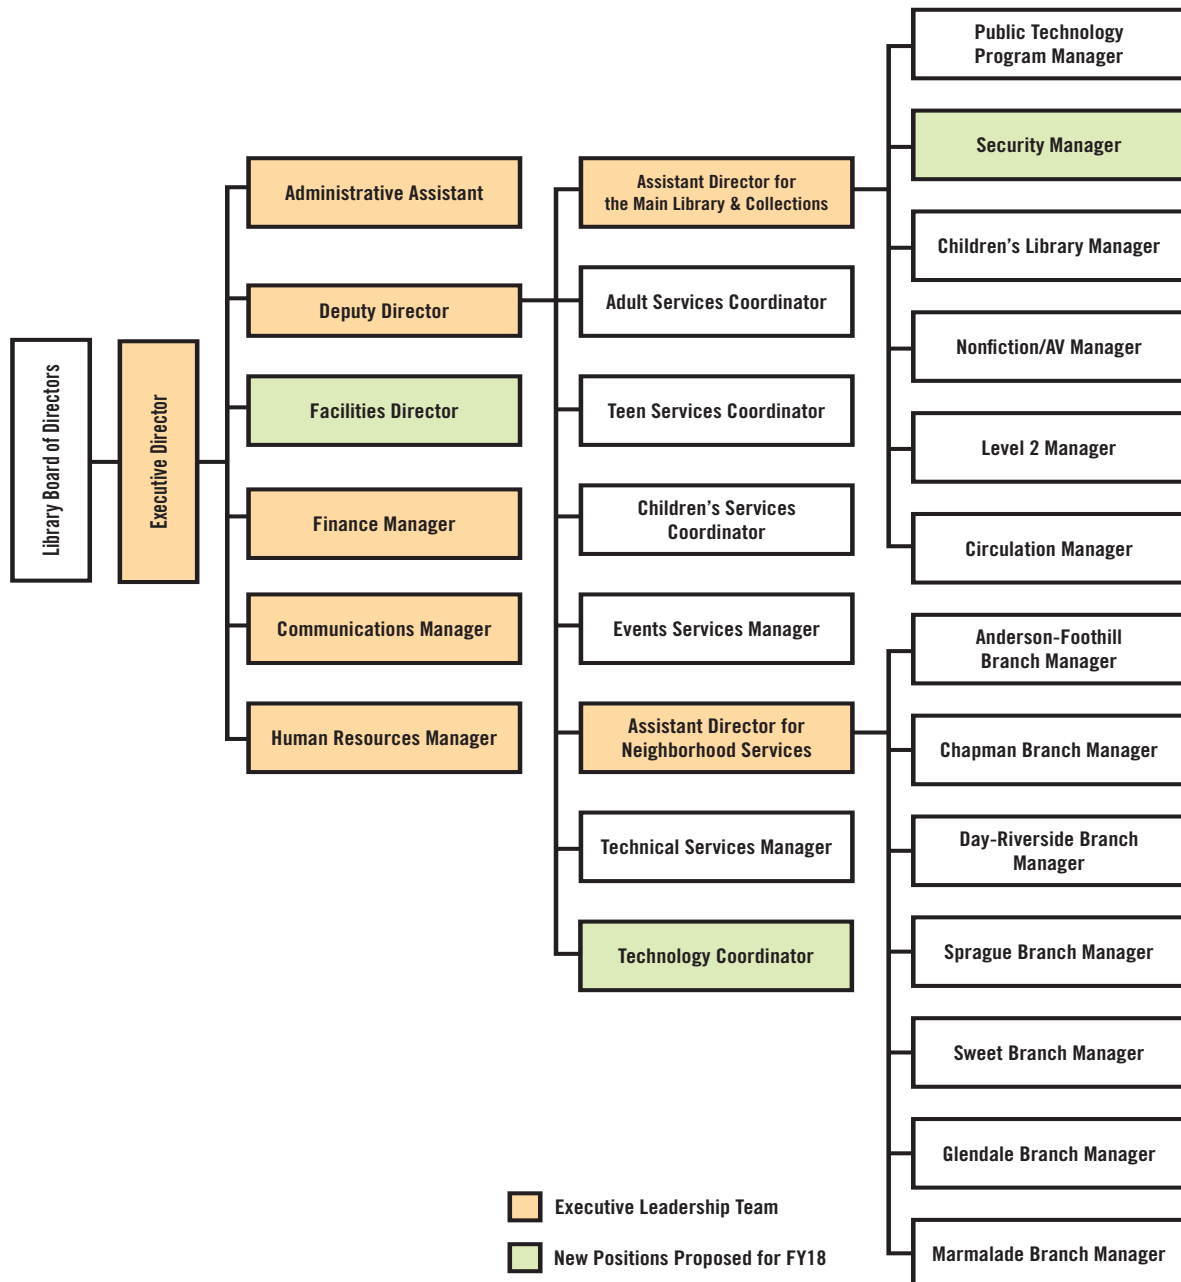 Library Board of Directors
Executive Director
Administrative Assistant
Deputy Director
Facilities Director
Finance Manager
Communications Manager
Human Resources Manager
Assistant Director for
the Main Library & Collections
Adult Services Coordinator
Teen Services Coordinator
Children's Services
Coordinator
Events Services Manager
Assistant Director for
Neighborhood Services
Technical Services Manager
Technology Coordinator
Public Technology
Program Manager
Security Manager
Children's Library Manager
Nonfiction/AV Manager
Level 2 Manager
Circulation Manager
Anderson-Foothill
Branch Manager
Chapman Branch Manager
Day-Riverside Branch
Manager
Sprague Branch Manager
Sweet Branch Manager
Glendale Branch Manager
Marmalade Branch Manager
Executive Leadership Team
New Positions Proposed for FY18